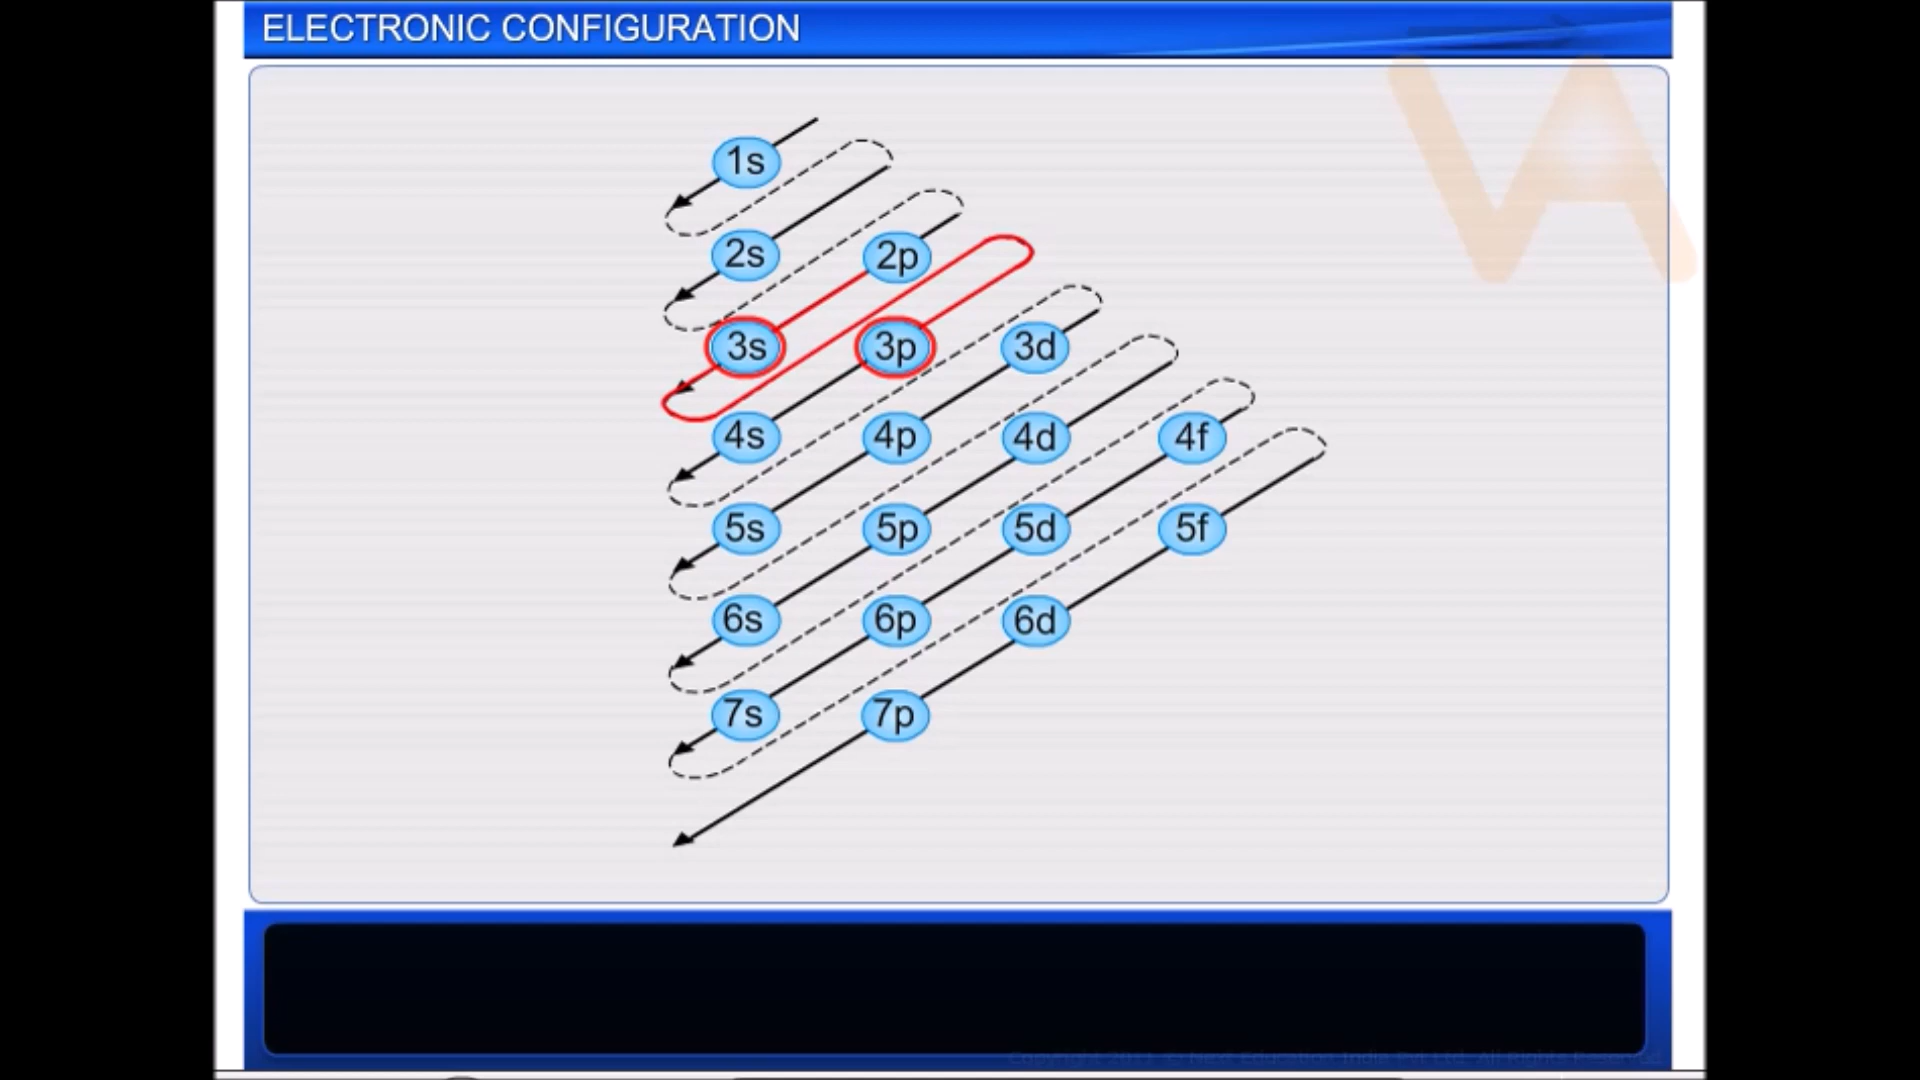 ELECTRONIC CONFIGURATION
1s
2s 2p
3s 3p 3d
4s 4p 4d 4f
5s 5p 5d 5f
6s 6p 6d
7s 7p